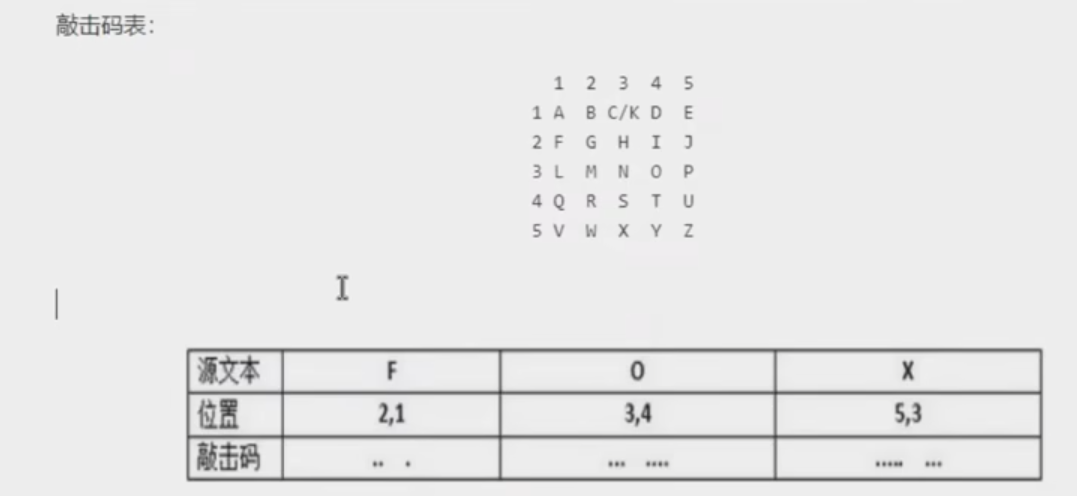 敲击码表:
1 2 3 4 5
1 A B C/K D E
2 F G H I J
3 L M N O P
4 Q R S T U
5 V W X Y Z
源文本 F O X
位置 2,1 3,4 5,3
敲击码 .. . ... .... ..... ...